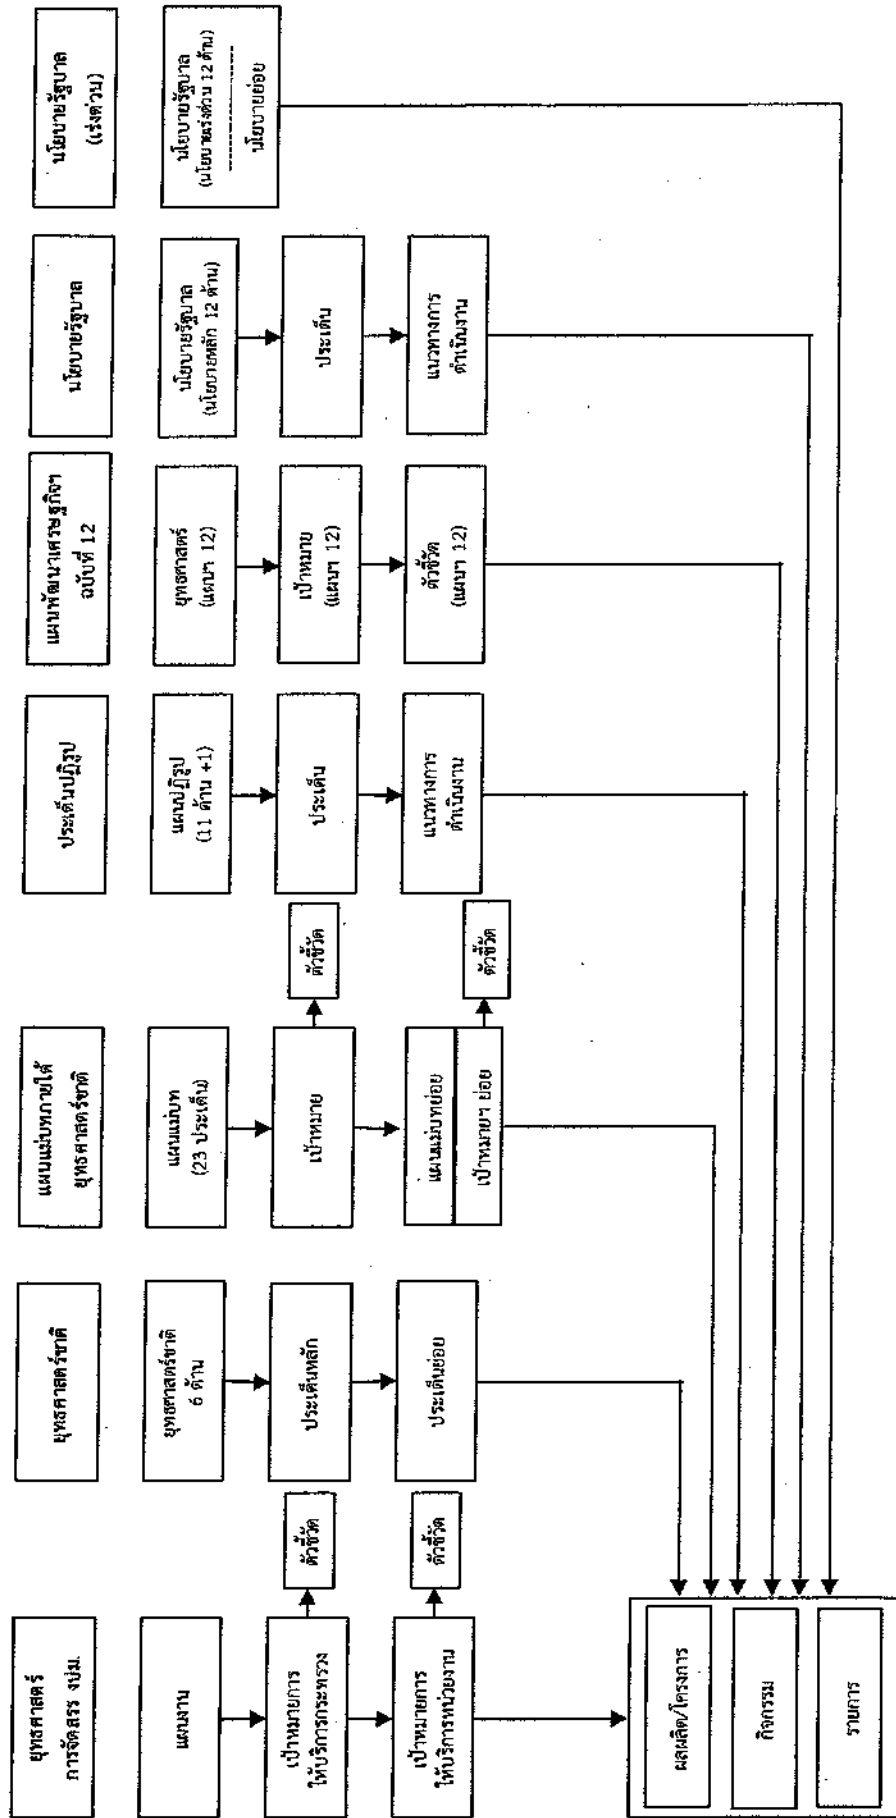 ยุทธศาสตร์
การจัดสรร งปม.
ยุทธศาสตร์ชาติ
แผนแม่บทภายใต้
ยุทธศาสตร์ชาติ
ประเด็นปฏิรูป
แผนพัฒนาเศรษฐกิจฯ
ฉบับที่ 12
นโยบายรัฐบาล
นโยบายรัฐบาล
(เร่งด่วน)
แผนงาน
ยุทธศาสตร์ชาติ
6 ด้าน
แผนแม่บท
(23 ประเด็น)
แผนปฏิรูป
(11 ด้าน +1)
ยุทธศาสตร์
(แผนฯ 12)
นโยบายรัฐบาล
(นโยบายหลัก 12 ด้าน)
นโยบายรัฐบาล
(นโยบายเร่งด่วน 12 ด้าน)
นโยบายย่อย
เป้าหมายการ
ให้บริการกระทรวง
ตัวชี้วัด
ประเด็นหลัก
เป้าหมาย
ตัวชี้วัด
ประเด็น
เป้าหมาย
(แผนฯ 12)
ประเด็น
เป้าหมายการ
ให้บริการหน่วยงาน
ตัวชี้วัด
ประเด็นย่อย
แผนแม่บทย่อย
เป้าหมายฯ ย่อย
ตัวชี้วัด
แนวทางการ
ดำเนินงาน
ตัวชี้วัด
(แผนฯ 12)
แนวทางการ
ดำเนินงาน
ผลผลิต/โครงการ
กิจกรรม
รายการ